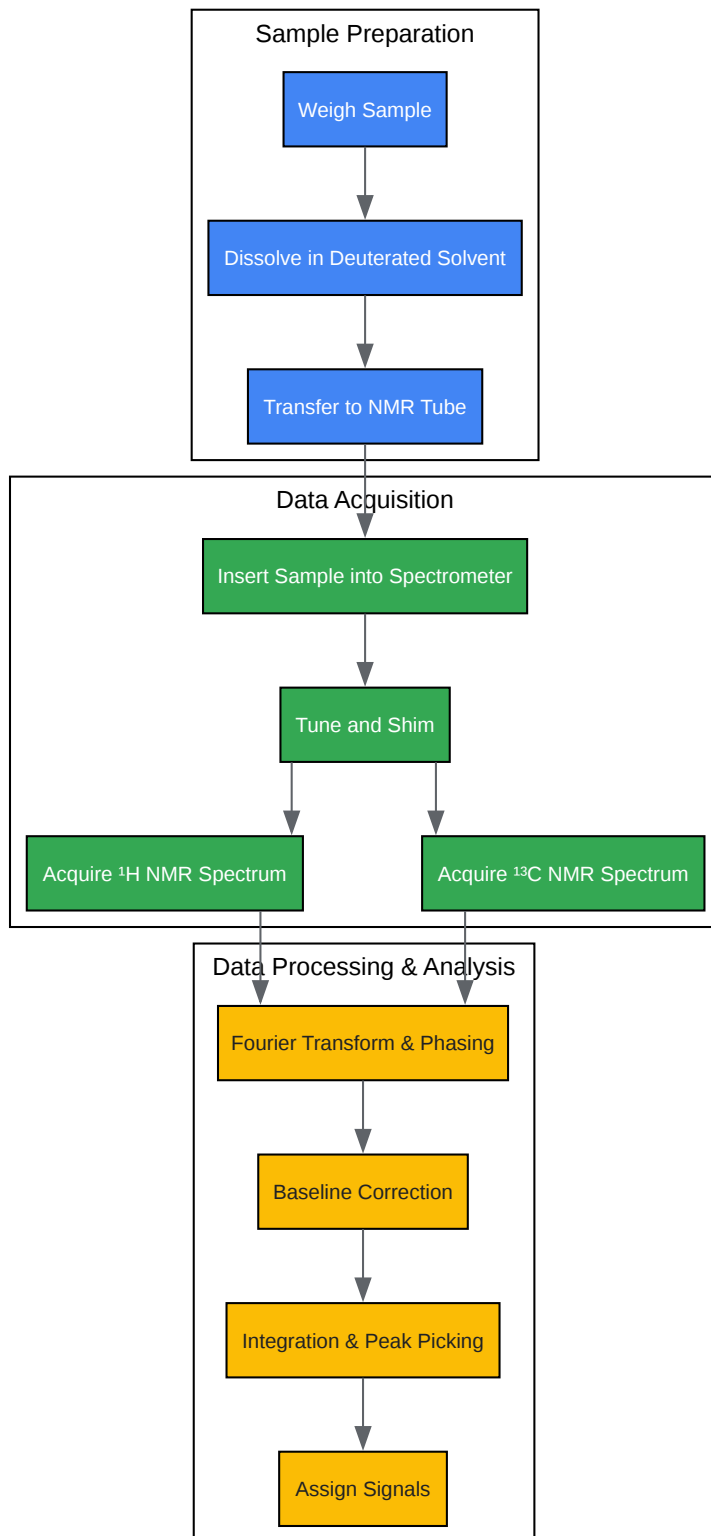 Sample Preparation
Weigh Sample
Dissolve in Deuterated Solvent
Transfer to NMR Tube
Data Acquisition
Insert Sample into Spectrometer
Tune and Shim
Acquire ¹H NMR Spectrum
Acquire ¹³C NMR Spectrum
Data Processing & Analysis
Fourier Transform & Phasing
Baseline Correction
Integration & Peak Picking
Assign Signals